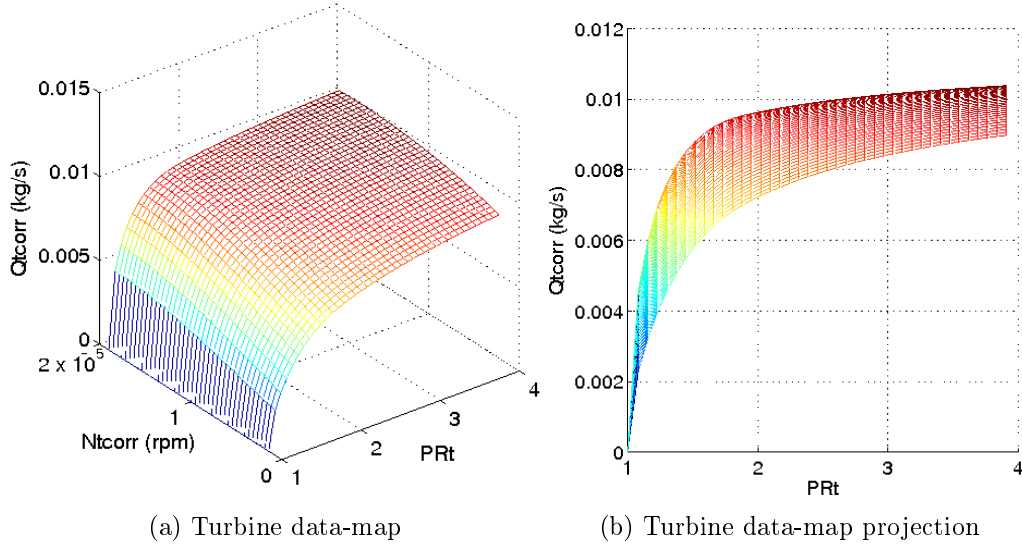 0.015
0.01
0.005
0
Qtcorr (kg/s)
2 x 10^5
1
0
Ntcorr (rpm)
1
2
3
4
PRt
(a) Turbine data-map
0.012
0.01
0.008
0.006
0.004
0.002
0
Qtcorr (kg/s)
1
2
3
4
PRt
(b) Turbine data-map projection